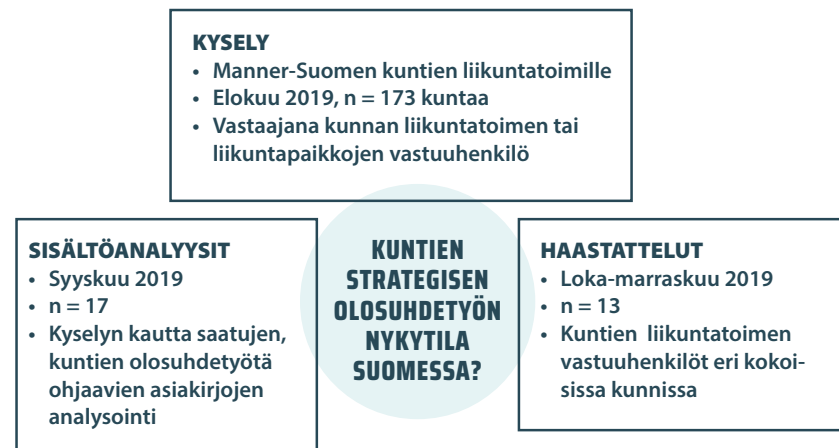 KYSELY
• Manner-Suomen kuntien liikuntatoimille
• Elokuu 2019, n = 173 kuntaa
• Vastaajana kunnan liikuntatoimen tai
liikuntapaikkojen vastuuhenkilö
SISÄLTÖANALYYSIT
• Syyskuu 2019
• n = 17
• Kyselyn kautta saatujen,
kuntien olosuhdetyötä
ohjaavien asiakirjojen
analysointi
KUNTIEN
STRATEGISEN
OLOSUHDETYÖN
NYKYTILA
SUOMESSA?
HAASTATTELUT
• Loka-marraskuu 2019
• n = 13
• Kuntien liikuntatoimen
vastuuhenkilöt eri kokoi-
sissa kunnissa